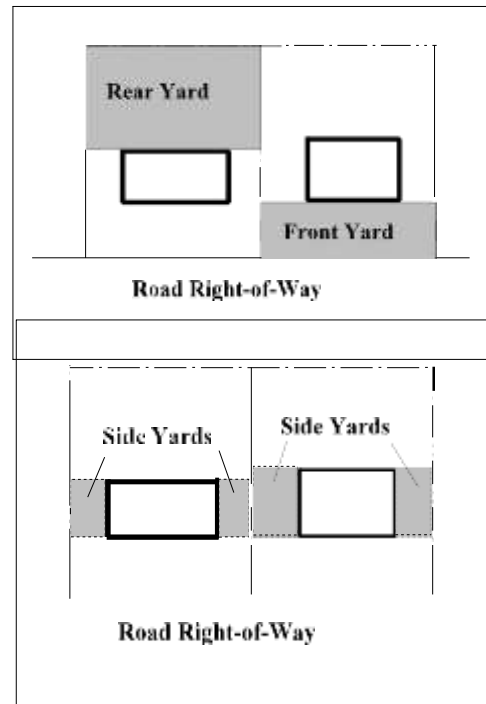 Rear Yard
Front Yard
Road Right-of-Way
Side Yards
Side Yards
Road Right-of-Way